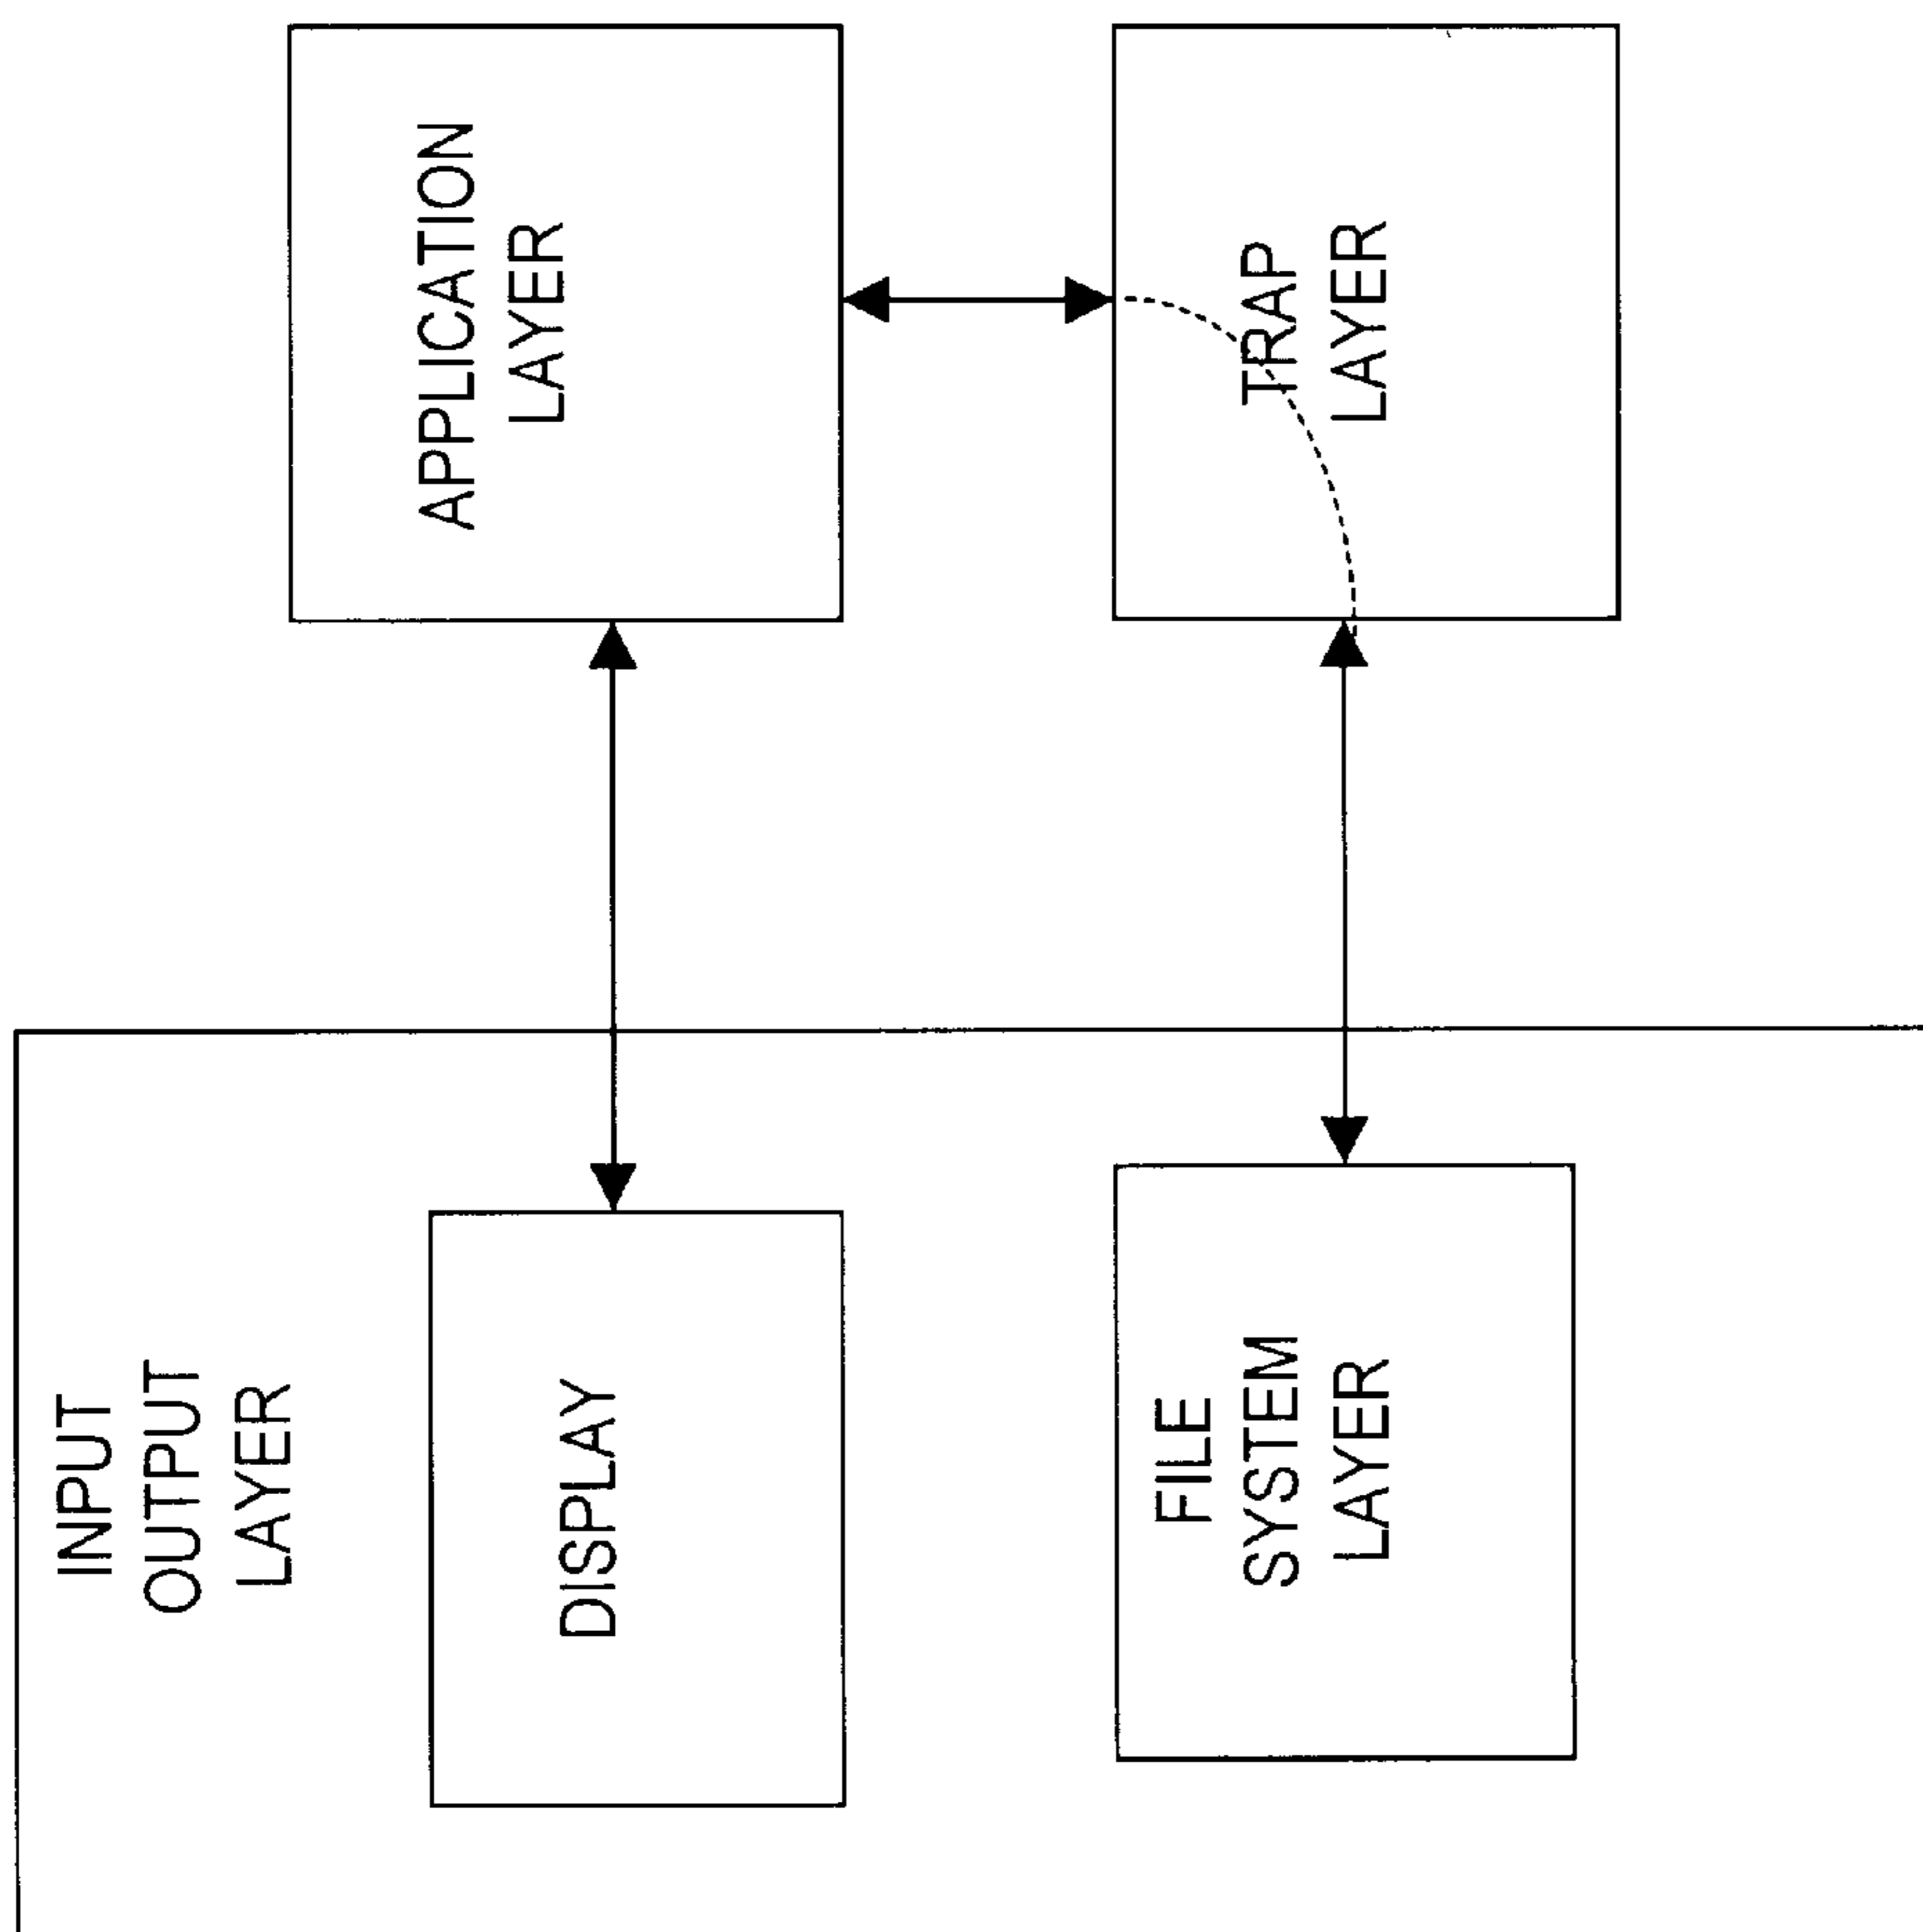 APPLICATION
LAYER
TRAP
LAYER
INPUT
OUTPUT
LAYER
DISPLAY
FILE
SYSTEM
LAYER